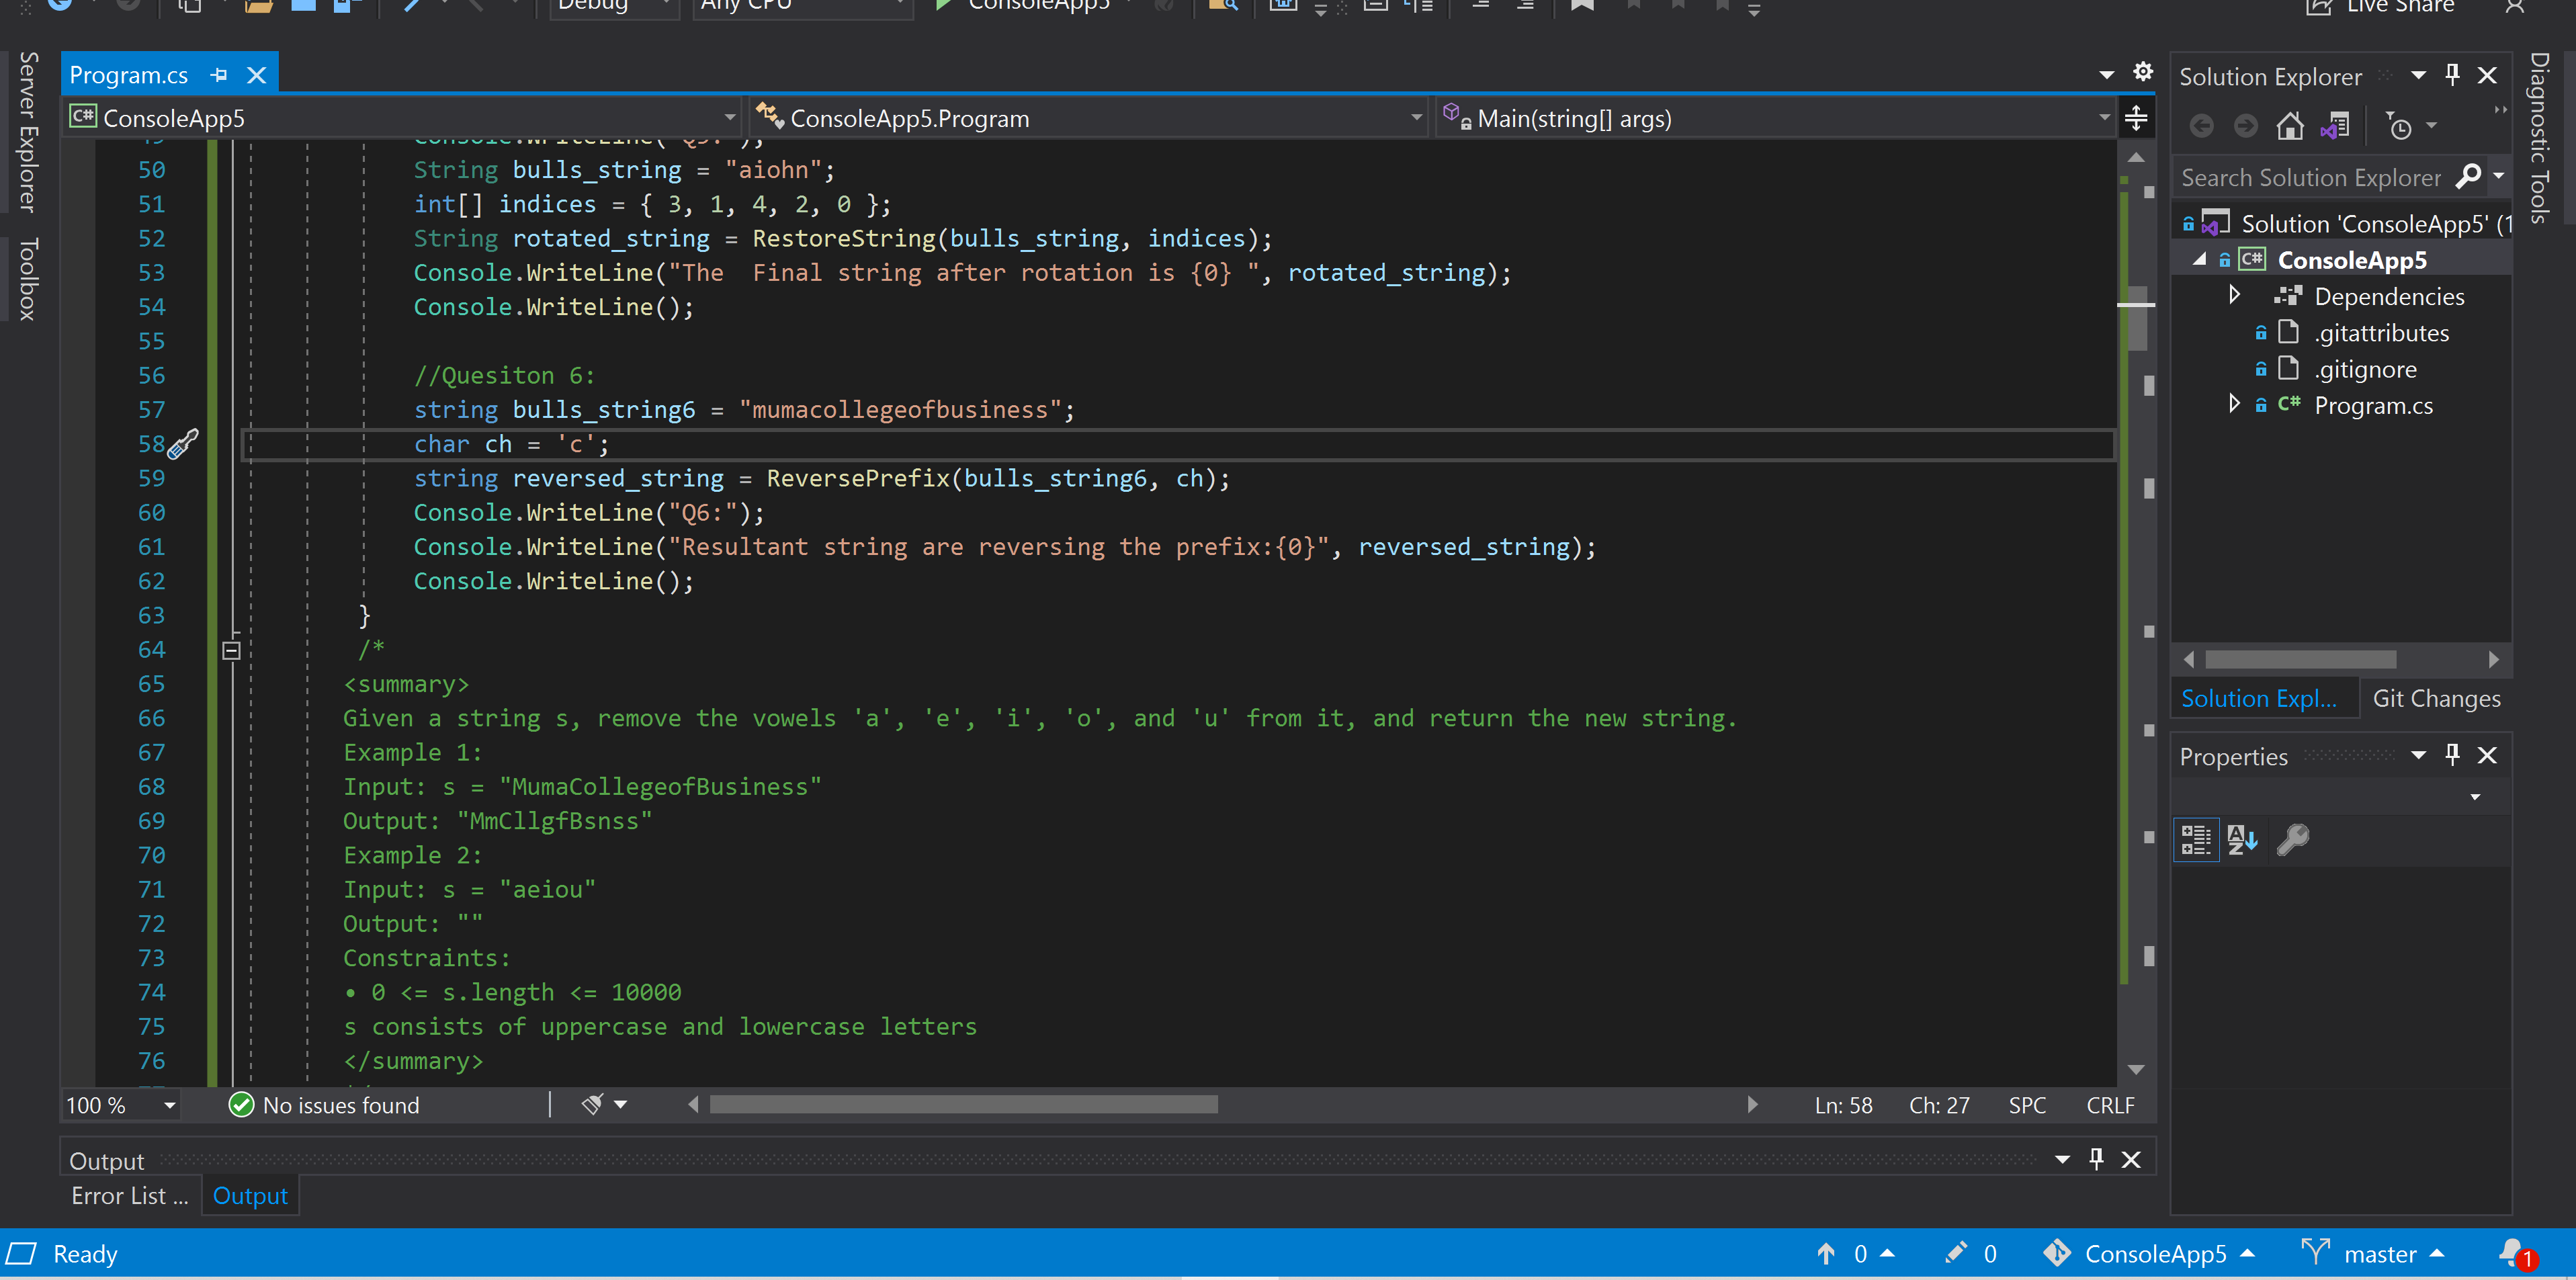 Debug
Any CPU
ConsoleApp5
Live Share
Server Explorer
Toolbox
Program.cs
C# ConsoleApp5
ConsoleApp5.Program
Main(string[] args)
50 String bulls_string = "aiohn";
51 int[] indices = { 3, 1, 4, 2, 0 };
52 String rotated_string = RestoreString(bulls_string, indices);
53 Console.WriteLine("The  Final string after rotation is {0} ", rotated_string);
54 Console.WriteLine();
55
56 //Quesiton 6:
57 string bulls_string6 = "mumacollegeofbusiness";
58 char ch = 'c';
59 string reversed_string = ReversePrefix(bulls_string6, ch);
60 Console.WriteLine("Q6:");
61 Console.WriteLine("Resultant string are reversing the prefix:{0}", reversed_string);
62 Console.WriteLine();
63 }
64 /*
65 <summary>
66 Given a string s, remove the vowels 'a', 'e', 'i', 'o', and 'u' from it, and return the new string.
67 Example 1:
68 Input: s = "MumaCollegeofBusiness"
69 Output: "MmCllgfBsnss"
70 Example 2:
71 Input: s = "aeiou"
72 Output: ""
73 Constraints:
74 • 0 <= s.length <= 10000
75 s consists of uppercase and lowercase letters
76 </summary>
100 %
No issues found
Ln: 58 Ch: 27 SPC CRLF
Output
Error List ... Output
Solution Explorer
Search Solution Explorer
Solution 'ConsoleApp5' (1
C# ConsoleApp5
Dependencies
.gitattributes
.gitignore
C# Program.cs
Solution Expl... Git Changes
Properties
Diagnostic Tools
Ready
0
0
ConsoleApp5
master
1